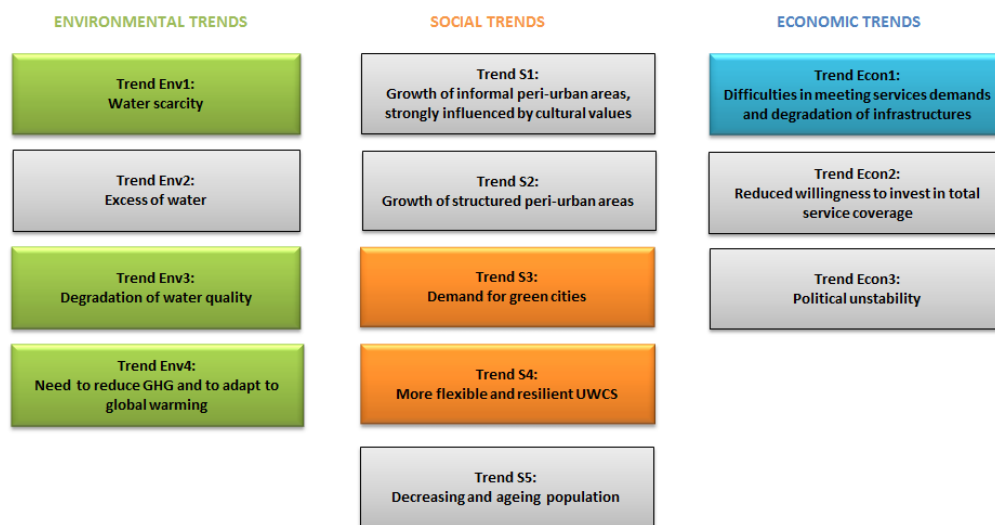 ENVIRONMENTAL TRENDS
Trend Env1:
Water scarcity
Trend Env2:
Excess of water
Trend Env3:
Degradation of water quality
Trend Env4:
Need to reduce GHG and to adapt to
global warming
SOCIAL TRENDS
Trend S1:
Growth of informal peri-urban areas,
strongly influenced by cultural values
Trend S2:
Growth of structured peri-urban areas
Trend S3:
Demand for green cities
Trend S4:
More flexible and resilient UWCS
Trend S5:
Decreasing and ageing population
ECONOMIC TRENDS
Trend Econ1:
Difficulties in meeting services demands
and degradation of infrastructures
Trend Econ2:
Reduced willingness to invest in total
service coverage
Trend Econ3:
Political unstability